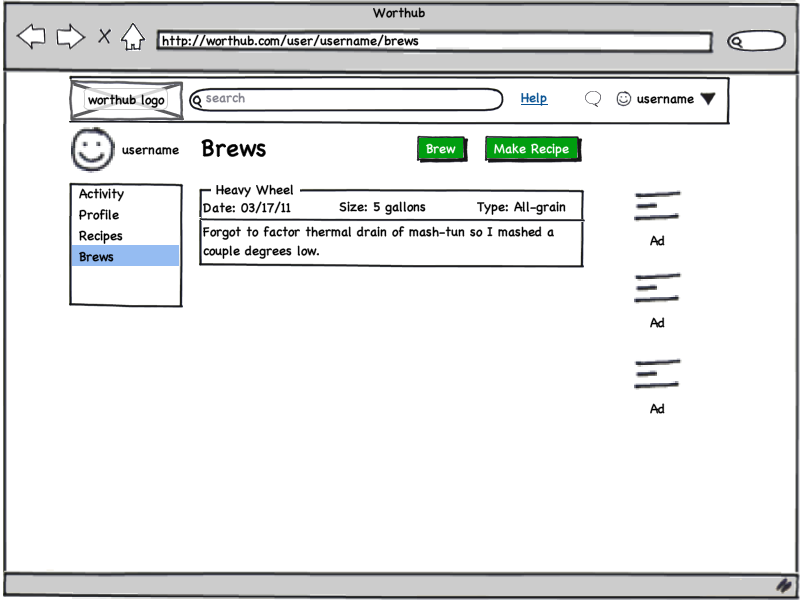 Worthub
http://worthub.com/user/username/brews
worthub logo
search
Help
username
username
Brews
Brew
Make Recipe
Activity
Profile
Recipes
Brews
Heavy Wheel
Date: 03/17/11 Size: 5 gallons Type: All-grain
Forgot to factor thermal drain of mash-tun so I mashed a
couple degrees low.
Ad
Ad
Ad